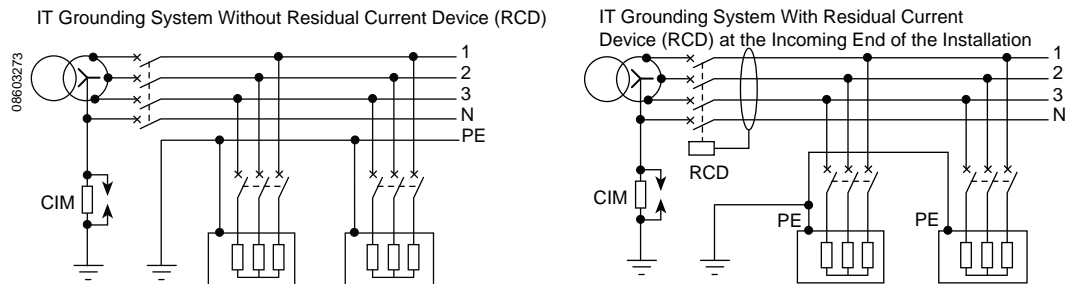 IT Grounding System Without Residual Current Device (RCD)
08603273
1
2
3
N
PE
CIM
IT Grounding System With Residual Current
Device (RCD) at the Incoming End of the Installation
1
2
3
N
RCD
CIM
PE
PE